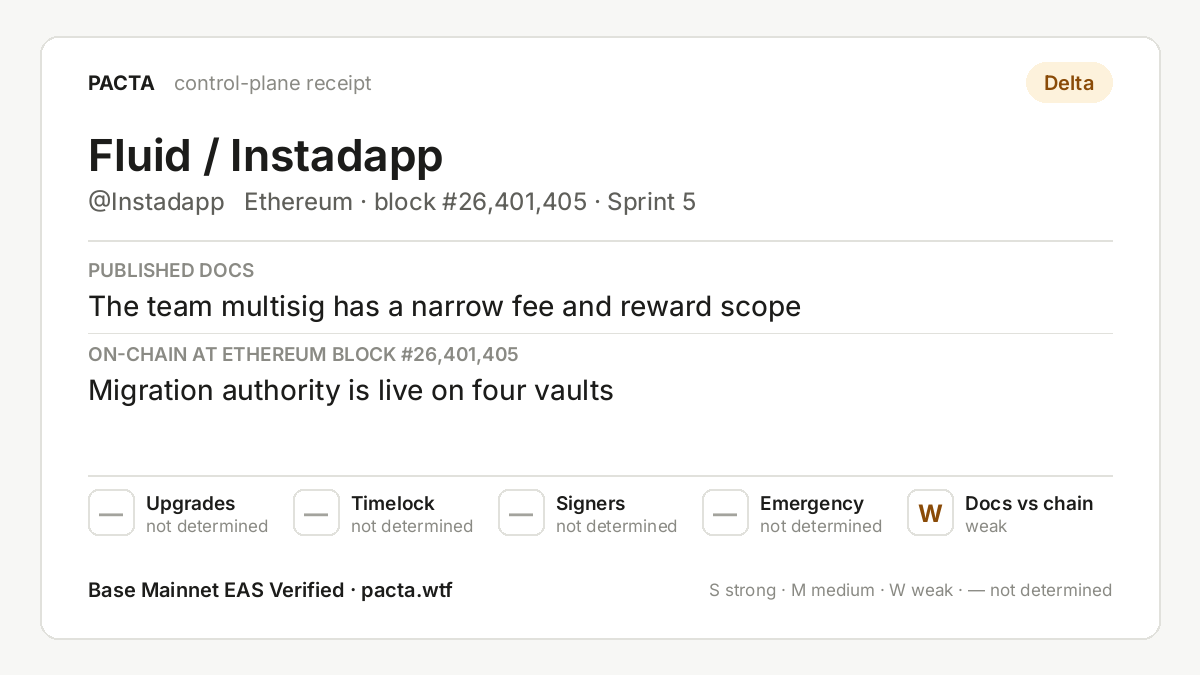 PACTA control-plane receipt Delta
Fluid / Instadapp
@Instadapp Ethereum · block #26,401,405 · Sprint 5
PUBLISHED DOCS
The team multisig has a narrow fee and reward scope
ON-CHAIN AT ETHEREUM BLOCK #26,401,405
Migration authority is live on four vaults
— Upgrades not determined
— Timelock not determined
— Signers not determined
— Emergency not determined
W Docs vs chain weak
Base Mainnet EAS Verified · pacta.wtf
S strong · M medium · W weak · — not determined